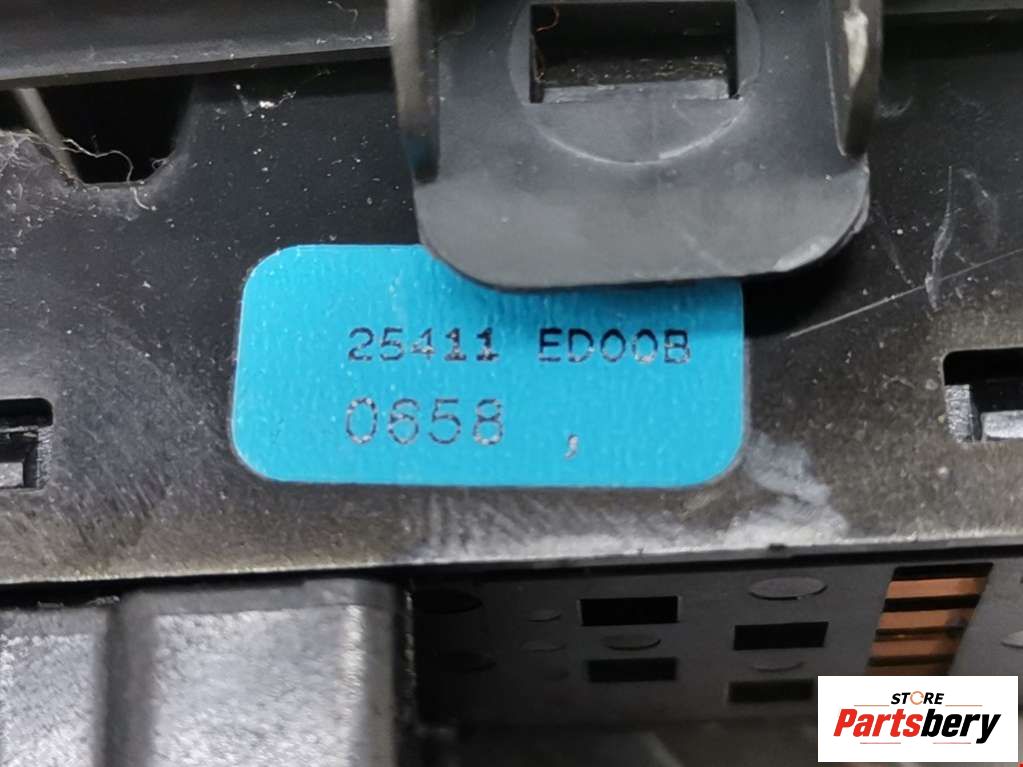 25411 ED00B
0658 ,
STORE
Partsbery